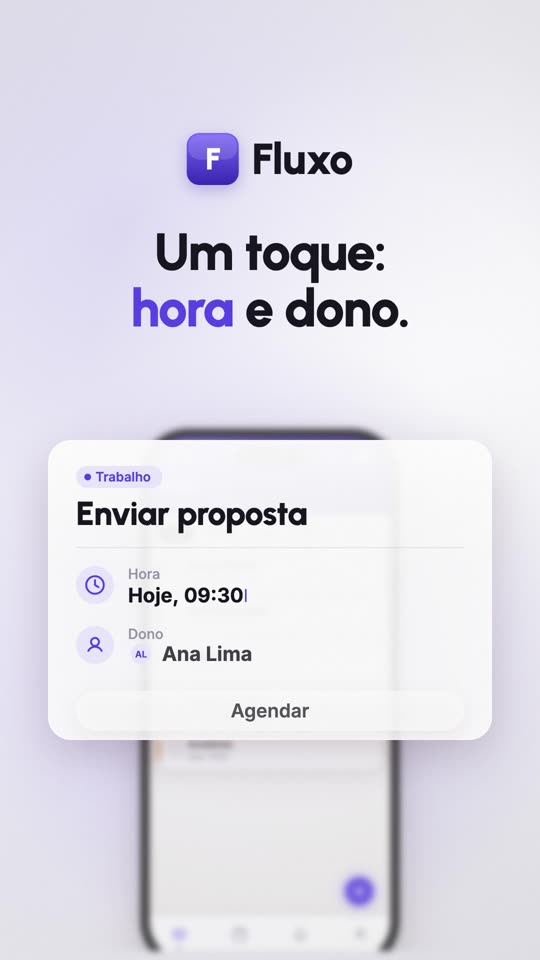 F Fluxo
Um toque:
hora e dono.
Trabalho
Enviar proposta
Hora
Hoje, 09:30
Dono
AL Ana Lima
Agendar